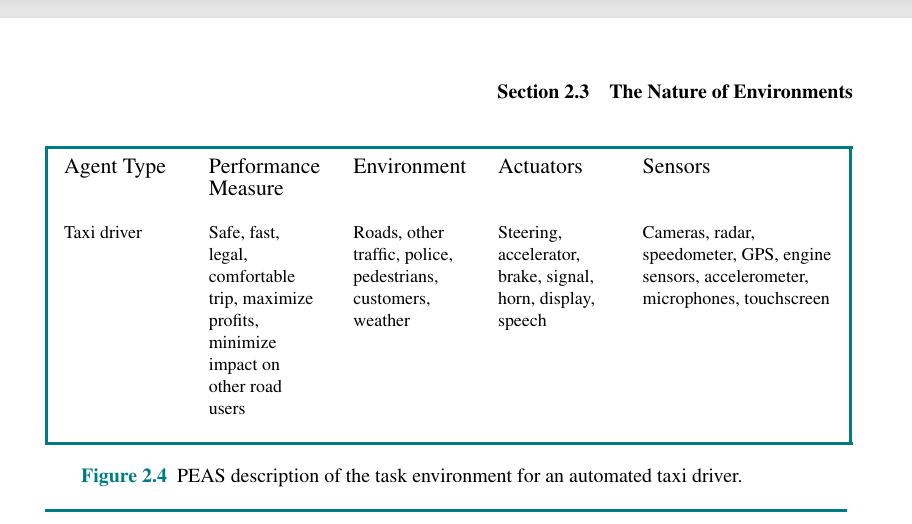 Section 2.3 The Nature of Environments
Agent Type Performance Environment Actuators Sensors
Measure
Taxi driver Safe, fast, Roads, other Steering, Cameras, radar,
legal, traffic, police, accelerator, speedometer, GPS, engine
comfortable pedestrians, brake, signal, sensors, accelerometer,
trip, maximize customers, horn, display, microphones, touchscreen
profits, weather speech
minimize
impact on
other road
users
Figure 2.4 PEAS description of the task environment for an automated taxi driver.